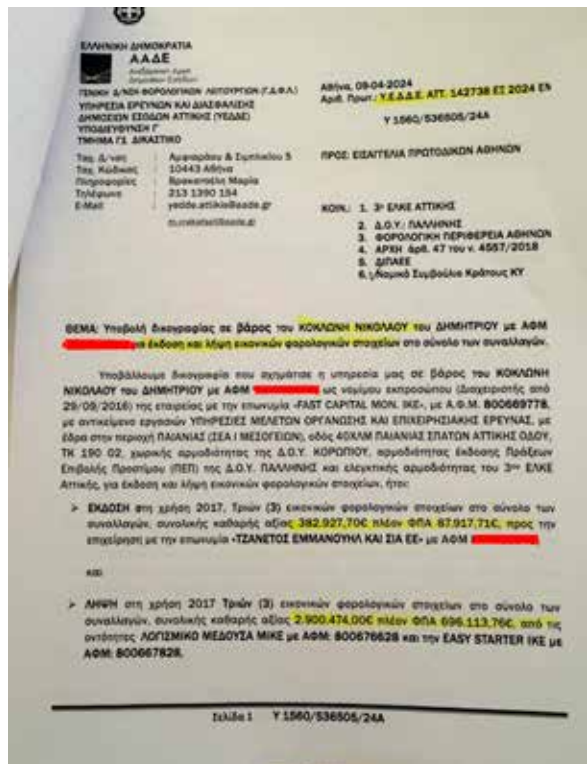 ΕΛΛΗΝΙΚΗ ΔΗΜΟΚΡΑΤΙΑ
ΑΑΔΕ
Ανεξάρτητη Αρχή
Δημοσίων Εσόδων
ΓΕΝΙΚΗ Δ/ΝΣΗ ΦΟΡΟΛΟΓΙΚΩΝ ΛΕΙΤΟΥΡΓΙΩΝ (Γ.Δ.Φ.Λ.)
ΥΠΗΡΕΣΙΑ ΕΡΕΥΝΩΝ ΚΑΙ ΔΙΑΣΦΑΛΙΣΗΣ
ΔΗΜΟΣΙΩΝ ΕΣΟΔΩΝ ΑΤΤΙΚΗΣ (ΥΕΔΔΕ)
ΥΠΟΔΙΕΥΘΥΝΣΗ Γ'
ΤΜΗΜΑ Γ1 ΔΙΚΑΣΤΙΚΟ
Ταχ. Δ/νση : Αμφιαράου & Σιμπλικίου 5
Ταχ. Κώδικας : 10443 Αθήνα
Πληροφορίες : Μαρία
Τηλέφωνο : 213 1390 154
E-Mail : yedde.attikis@aade.gr
Αθήνα, 09-04-2024
Αριθ. Πρωτ.: Υ.Ε.Δ.Δ.Ε. ΑΤΤ. 142738 ΕΞ 2024 ΕΝ
Υ 1560/536505/24Α
ΠΡΟΣ: ΕΙΣΑΓΓΕΛΙΑ ΠΡΩΤΟΔΙΚΩΝ ΑΘΗΝΩΝ
ΚΟΙΝ.: 1. 3ο ΕΛΚΕ ΑΤΤΙΚΗΣ
2. Δ.Ο.Υ.: ΠΑΛΛΗΝΗΣ
3. ΦΟΡΟΛΟΓΙΚΗ ΠΕΡΙΦΕΡΕΙΑ ΑΘΗΝΩΝ
4. ΑΡΧΗ άρθ. 47 του ν. 4557/2018
5. ΔΙΠΑΕΕ
6. Νομικό Συμβούλιο Κράτους ΚΥ
ΘΕΜΑ: Υποβολή δικογραφίας σε βάρος του ΚΟΚΛΩΝΗ ΝΙΚΟΛΑΟΥ του ΔΗΜΗΤΡΙΟΥ με ΑΦΜ
για έκδοση και λήψη εικονικών φορολογικών στοιχείων στο σύνολο των συναλλαγών.
Υποβάλλουμε δικογραφία που σχημάτισε η υπηρεσία μας σε βάρος του ΚΟΚΛΩΝΗ
ΝΙΚΟΛΑΟΥ του ΔΗΜΗΤΡΙΟΥ με ΑΦΜ ως νομίμου εκπροσώπου (Διαχειριστής από
29/09/2016) της εταιρείας με την επωνυμία «FAST CAPITAL ΜΟΝ. ΙΚΕ», με Α.Φ.Μ. 800669778,
με αντικείμενο εργασιών ΥΠΗΡΕΣΙΕΣ ΜΕΛΕΤΩΝ ΟΡΓΑΝΩΣΗΣ ΚΑΙ ΕΠΙΧΕΙΡΗΣΙΑΚΗΣ ΕΡΕΥΝΑΣ, με
έδρα στην περιοχή ΠΑΙΑΝΙΑΣ (ΣΕΑ Ι ΜΕΣΟΓΕΙΩΝ), οδός 40ΧΛΜ ΠΑΙΑΝΙΑΣ ΣΠΑΤΩΝ ΑΤΤΙΚΗΣ ΟΔΟΥ,
ΤΚ 190 02, χωρικής αρμοδιότητας της Δ.Ο.Υ. ΚΟΡΩΠΙΟΥ, αρμοδιότητας έκδοσης Πράξεων
Επιβολής Προστίμου (ΠΕΠ) της Δ.Ο.Υ. ΠΑΛΛΗΝΗΣ και ελεγκτικής αρμοδιότητας του 3ου ΕΛΚΕ
Αττικής, για έκδοση και λήψη εικονικών φορολογικών στοιχείων, ήτοι:
➢ ΕΚΔΟΣΗ στη χρήση 2017, Τριών (3) εικονικών φορολογικών στοιχείων στο σύνολο των
συναλλαγών, συνολικής καθαρής αξίας 382.927,70€ πλέον ΦΠΑ 87.917,71€, προς την
επιχείρηση με την επωνυμία «ΤΖΑΝΕΤΟΣ ΕΜΜΑΝΟΥΗΛ ΚΑΙ ΣΙΑ ΕΕ» με ΑΦΜ
και
➢ ΛΗΨΗ στη χρήση 2017 Τριών (3) εικονικών φορολογικών στοιχείων στο σύνολο των
συναλλαγών, συνολικής καθαρής αξίας 2.900.474,00€ πλέον ΦΠΑ 696.113,76€, από τις
οντότητες ΛΟΓΙΣΜΙΚΟ ΜΕΔΟΥΣΑ ΜΙΚΕ με ΑΦΜ: 800676628 και την EASY STARTER ΙΚΕ με
ΑΦΜ: 800667828.
Σελίδα 1 Υ 1560/536505/24Α